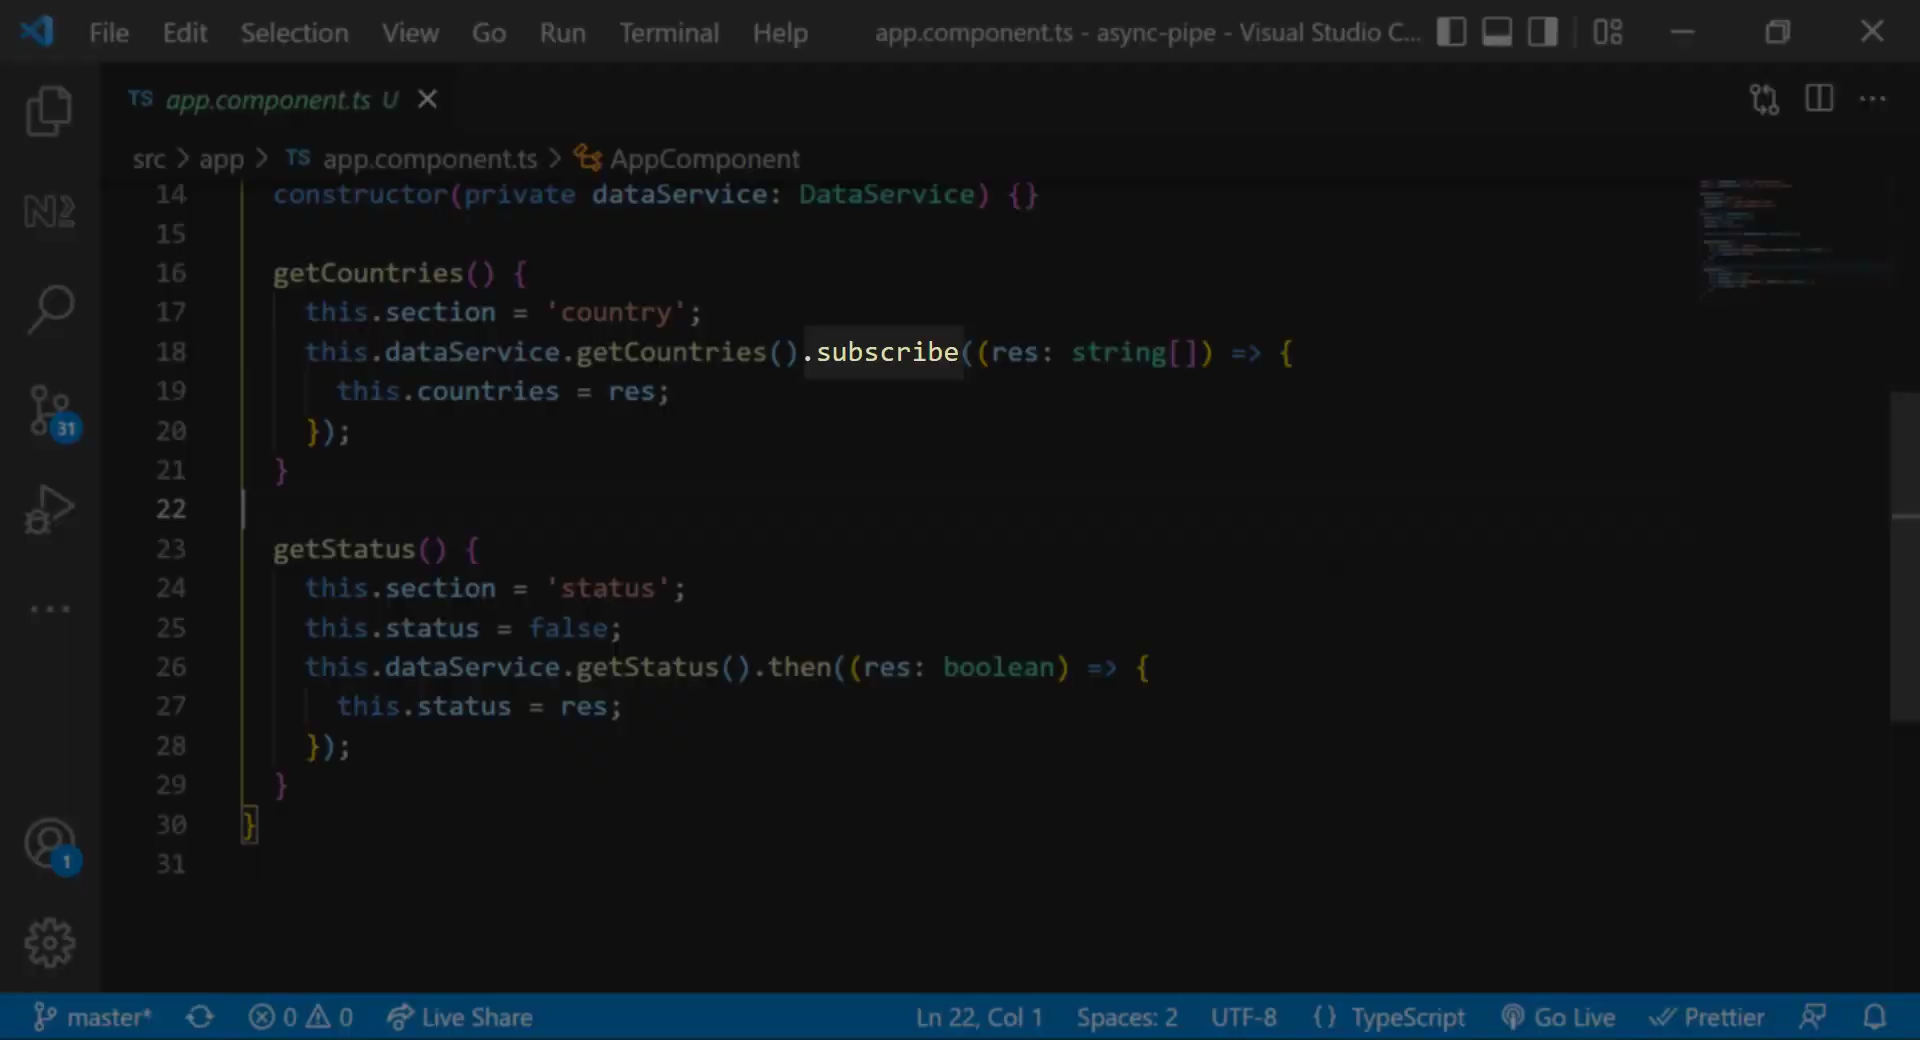 File Edit Selection View Go Run Terminal Help app.component.ts - async-pipe - Visual Studio C...
TS app.component.ts U
src > app > TS app.component.ts > AppComponent
14 constructor(private dataService: DataService) {}
15
16 getCountries() {
17 this.section = 'country';
18 this.dataService.getCountries().subscribe((res: string[]) => {
19 this.countries = res;
20 });
21 }
22
23 getStatus() {
24 this.section = 'status';
25 this.status = false;
26 this.dataService.getStatus().then((res: boolean) => {
27 this.status = res;
28 });
29 }
30 }
31
N2
31
1
master* 0 0 Live Share Ln 22, Col 1 Spaces: 2 UTF-8 {} TypeScript Go Live Prettier